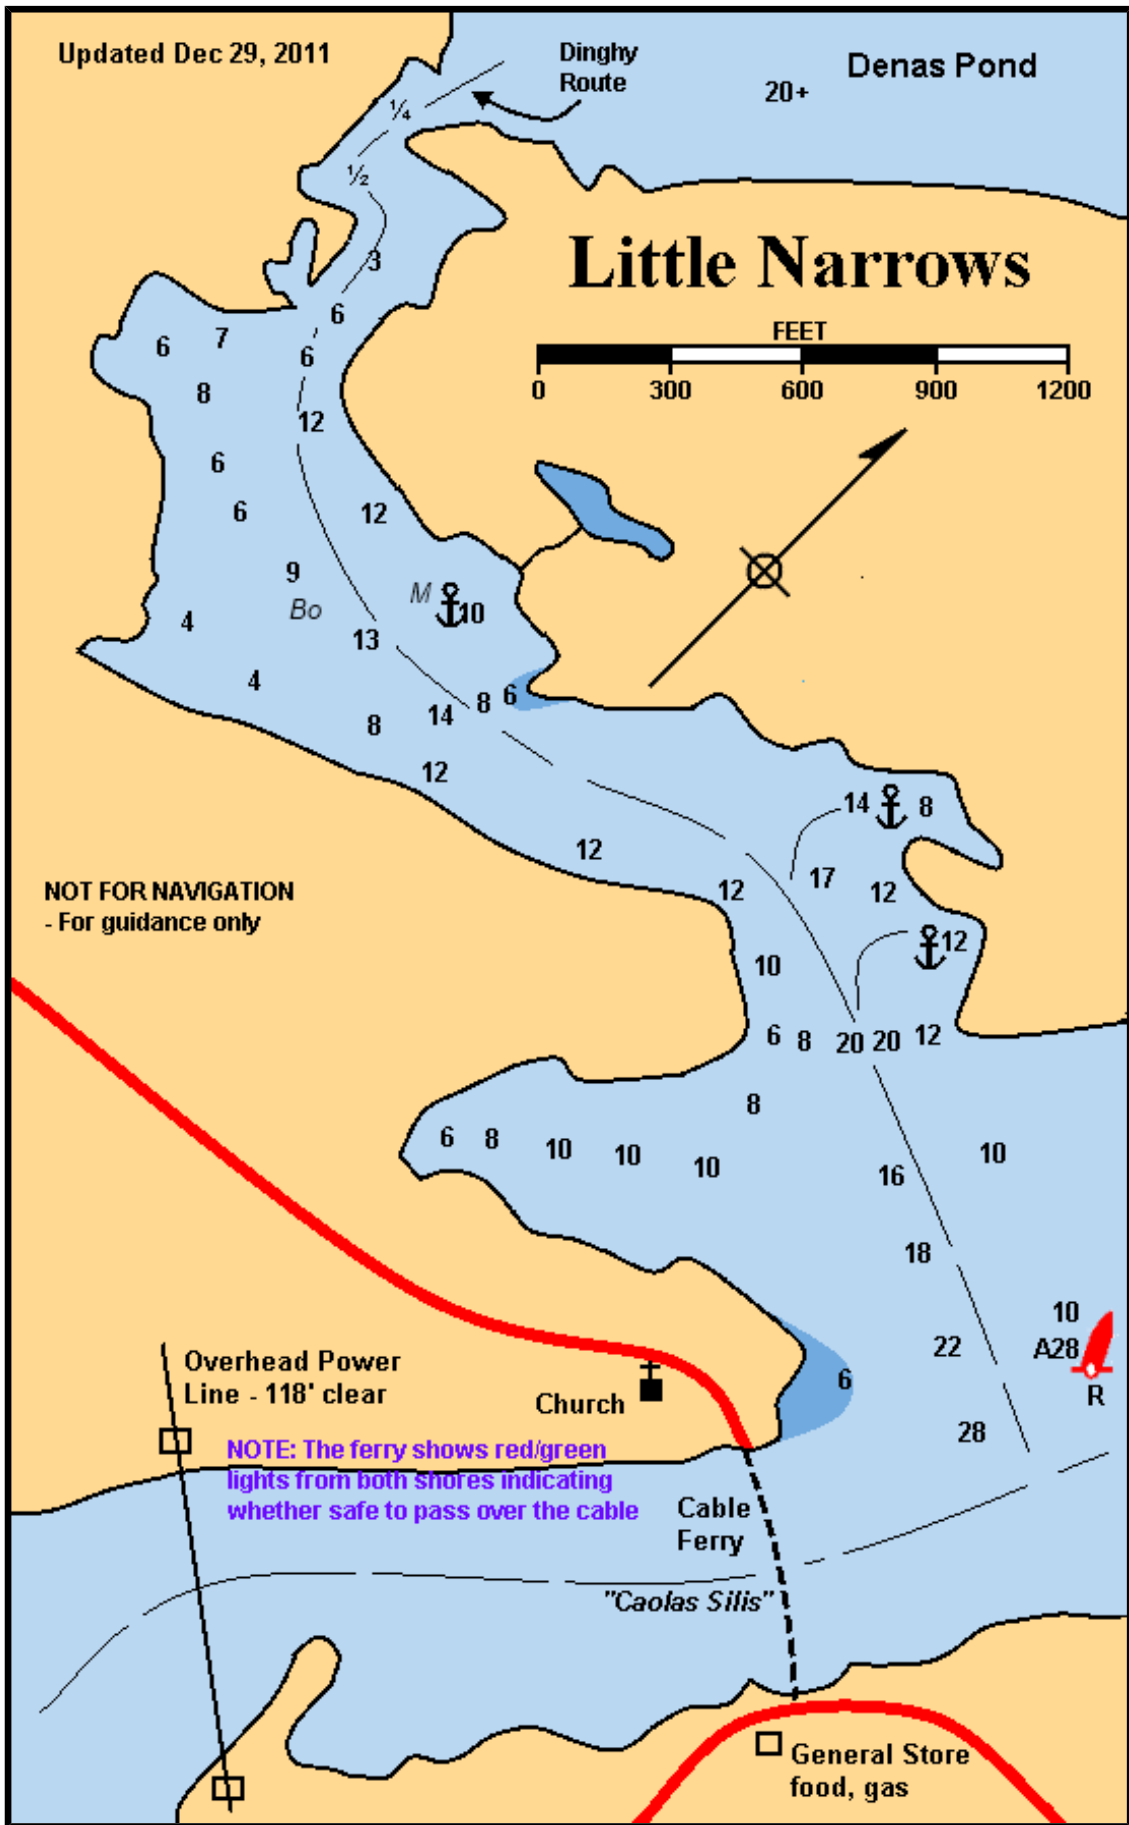 Updated Dec 29, 2011
Dinghy
Route
Denas Pond
20+
¼
½
3
Little Narrows
6
FEET
0 300 600 900 1200
6 7 6
8
12
6
6 12
9
Bo
M 10
4
13
4
8 6
14
8
12
14 8
12
17
12 12
NOT FOR NAVIGATION
- For guidance only
12
10
6 8 20 20 12
8
6 8 10 10 10
16 10
18
10
A28
R
22
Overhead Power
Line - 118' clear
6
Church
28
NOTE: The ferry shows red/green
lights from both shores indicating
whether safe to pass over the cable
Cable
Ferry
"Caolas Silis"
General Store
food, gas